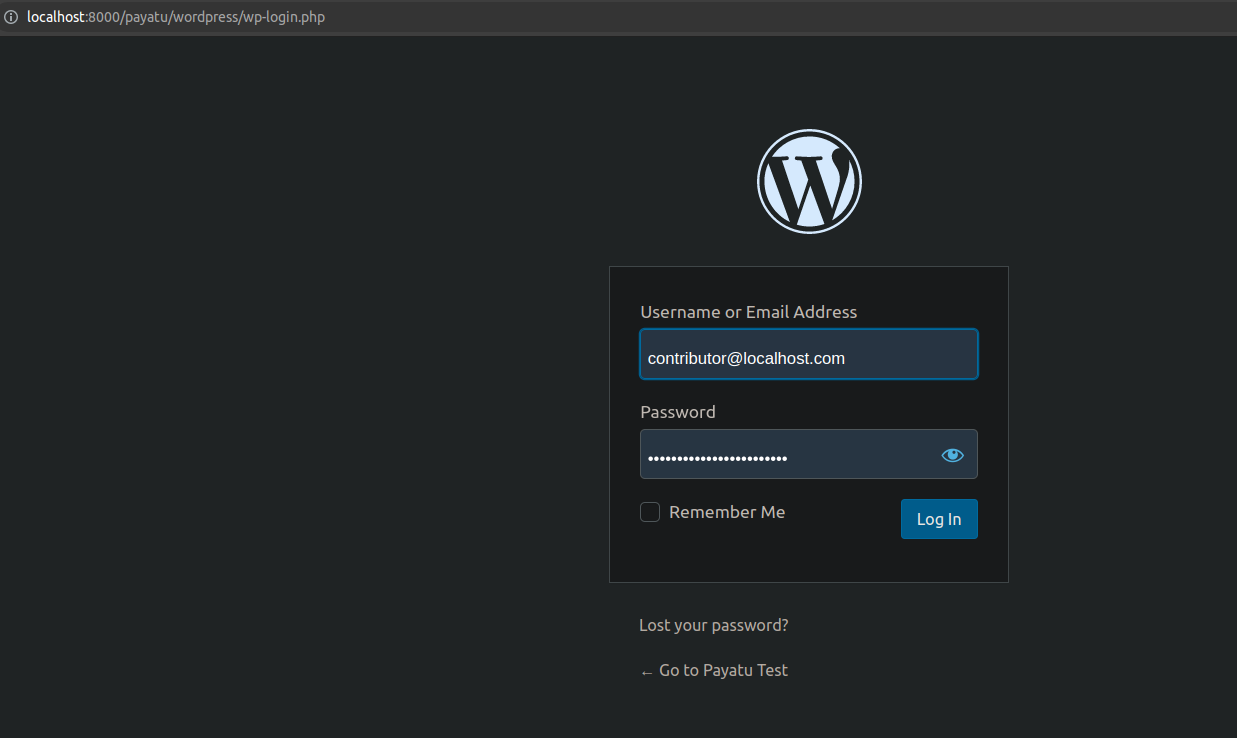 localhost:8000/payatu/wordpress/wp-login.php
Username or Email Address
contributor@localhost.com
Password
••••••••••••••••••••••••
Remember Me
Log In
Lost your password?
← Go to Payatu Test